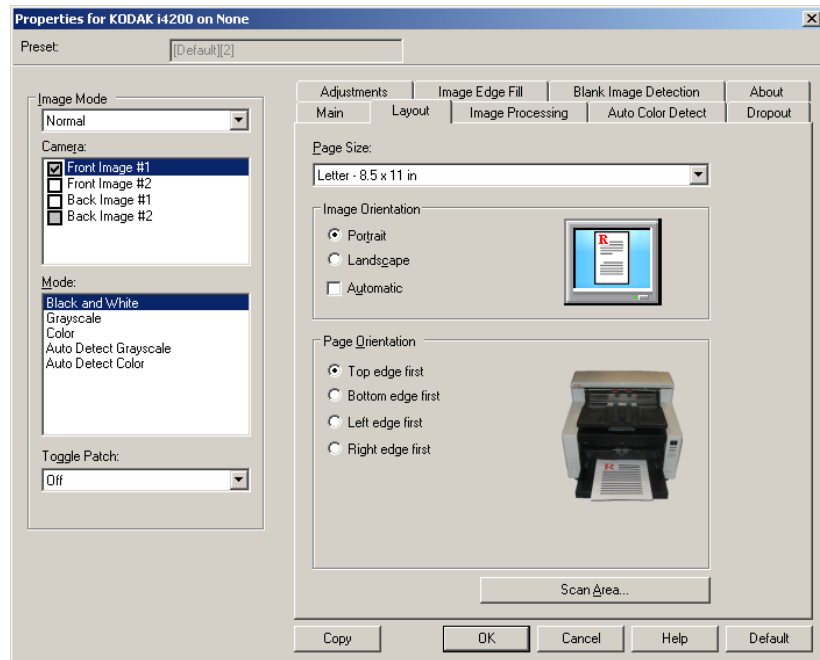 Properties for KODAK i4200 on None
Preset:
[Default][2]
Image Mode
Normal
Camera:
Front Image #1
Front Image #2
Back Image #1
Back Image #2
Mode:
Black and White
Grayscale
Color
Auto Detect Grayscale
Auto Detect Color
Toggle Patch:
Off
Adjustments
Image Edge Fill
Blank Image Detection
About
Main
Layout
Image Processing
Auto Color Detect
Dropout
Page Size:
Letter - 8.5 x 11 in
Image Orientation
Portrait
Landscape
Automatic
R
Page Orientation
Top edge first
Bottom edge first
Left edge first
Right edge first
R
Scan Area...
Copy
OK
Cancel
Help
Default